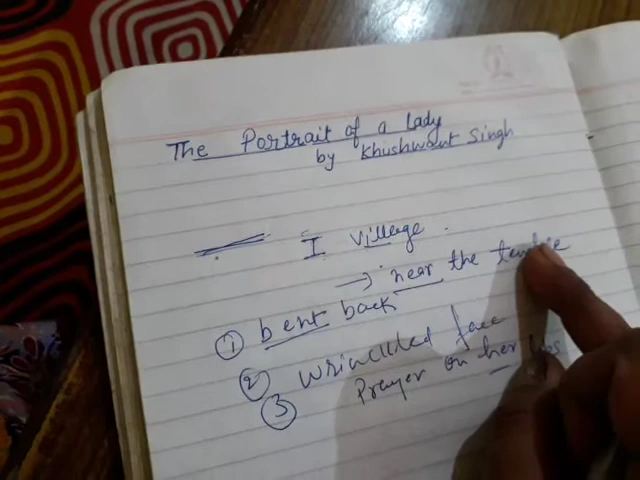 The Portrait of a Lady
by Khushwant Singh
I Village .
→ near the
① bent back
② wrinckled face
③ Prayer on her lips